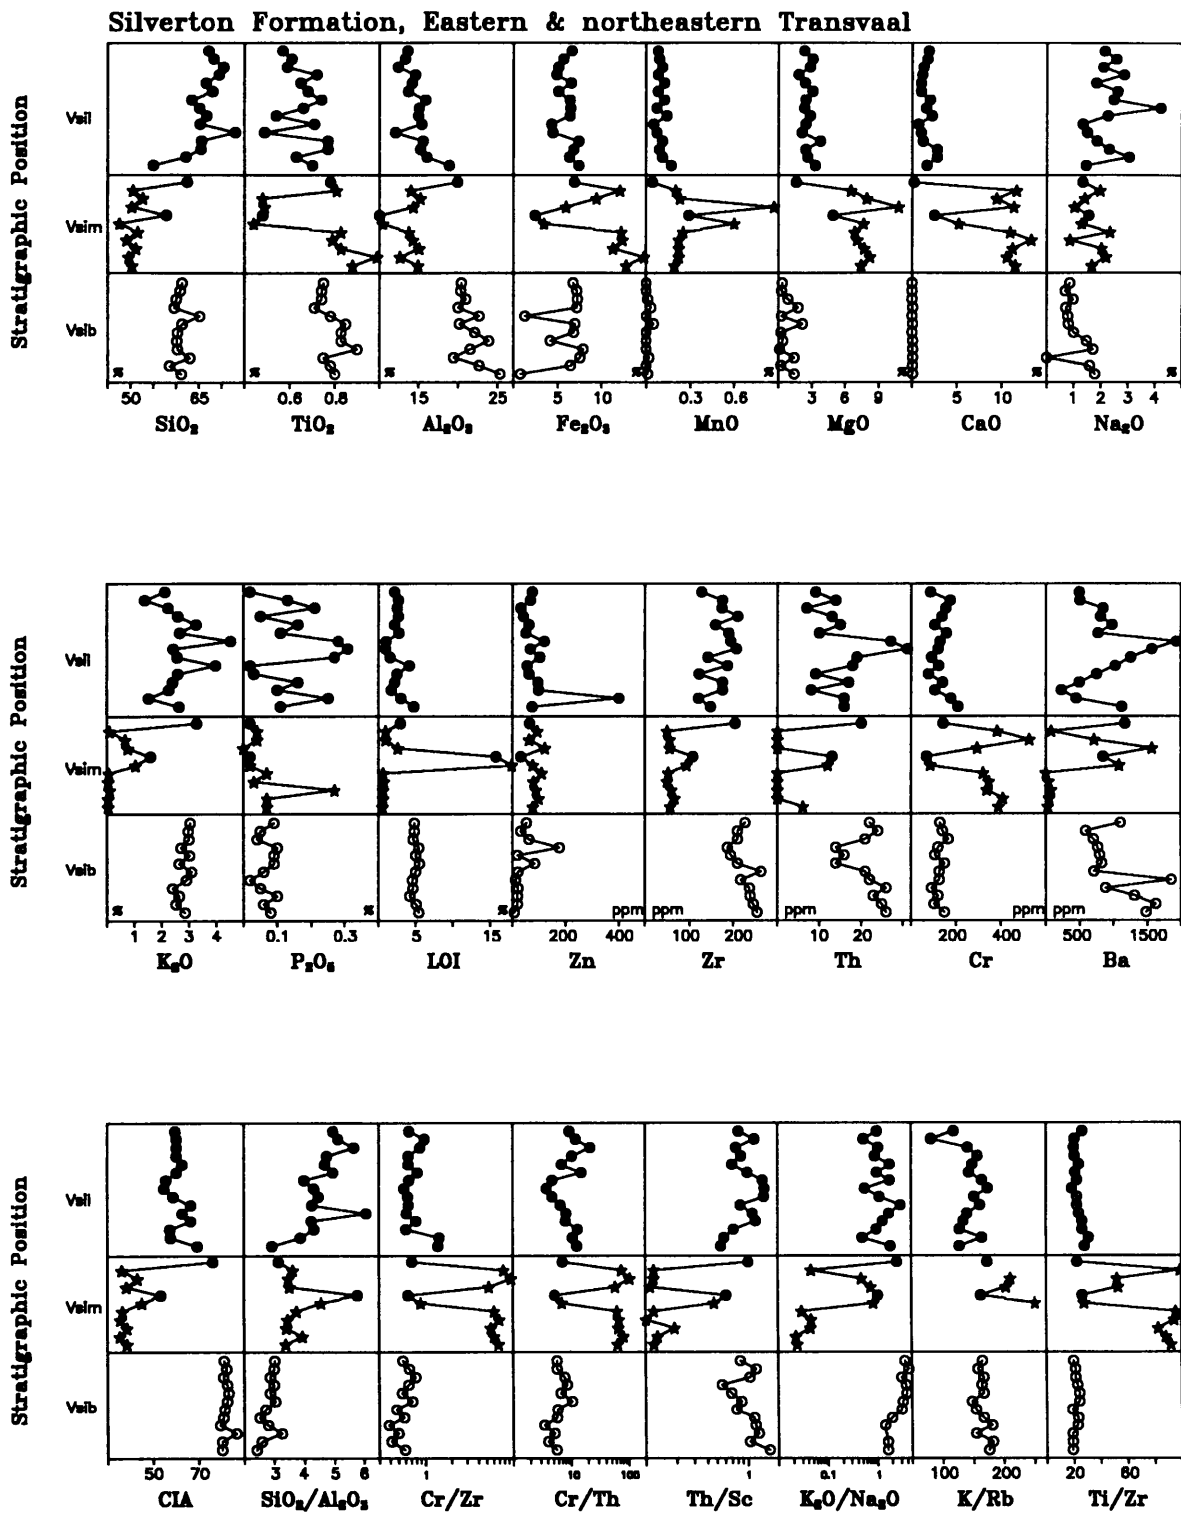 Silverton Formation, Eastern & northeastern Transvaal
Stratigraphic Position
Vsil
Vsim
Vsib
% % % % % % % %
50 65 0.6 0.8 15 25 5 10 0.3 0.6 3 6 9 5 10 1 2 3 4
SiO₂ TiO₂ Al₂O₃ Fe₂O₃ MnO MgO CaO Na₂O
Stratigraphic Position
Vsil
Vsim
Vsib
% % % ppm ppm ppm ppm ppm
1 2 3 4 0.1 0.3 5 15 200 400 100 200 10 20 200 400 500 1500
K₂O P₂O₅ LOI Zn Zr Th Cr Ba
Stratigraphic Position
Vsil
Vsim
Vsib
50 70 3 4 5 6 1 10 100 1 0.1 1 100 200 20 60
CIA SiO₂/Al₂O₃ Cr/Zr Cr/Th Th/Sc K₂O/Na₂O K/Rb Ti/Zr